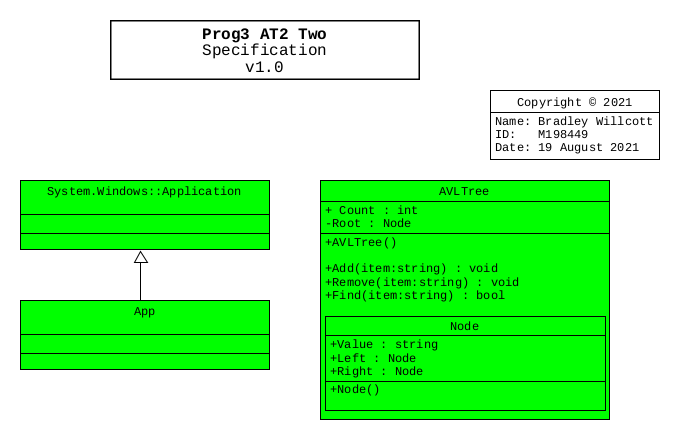 Prog3 AT2 Two
Specification
v1.0
Copyright © 2021
Name: Bradley Willcott
ID:   M198449
Date: 19 August 2021
System.Windows::Application
App
AVLTree
+ Count : int
-Root : Node
+AVLTree()
+Add(item:string) : void
+Remove(item:string) : void
+Find(item:string) : bool
Node
+Value : string
+Left : Node
+Right : Node
+Node()